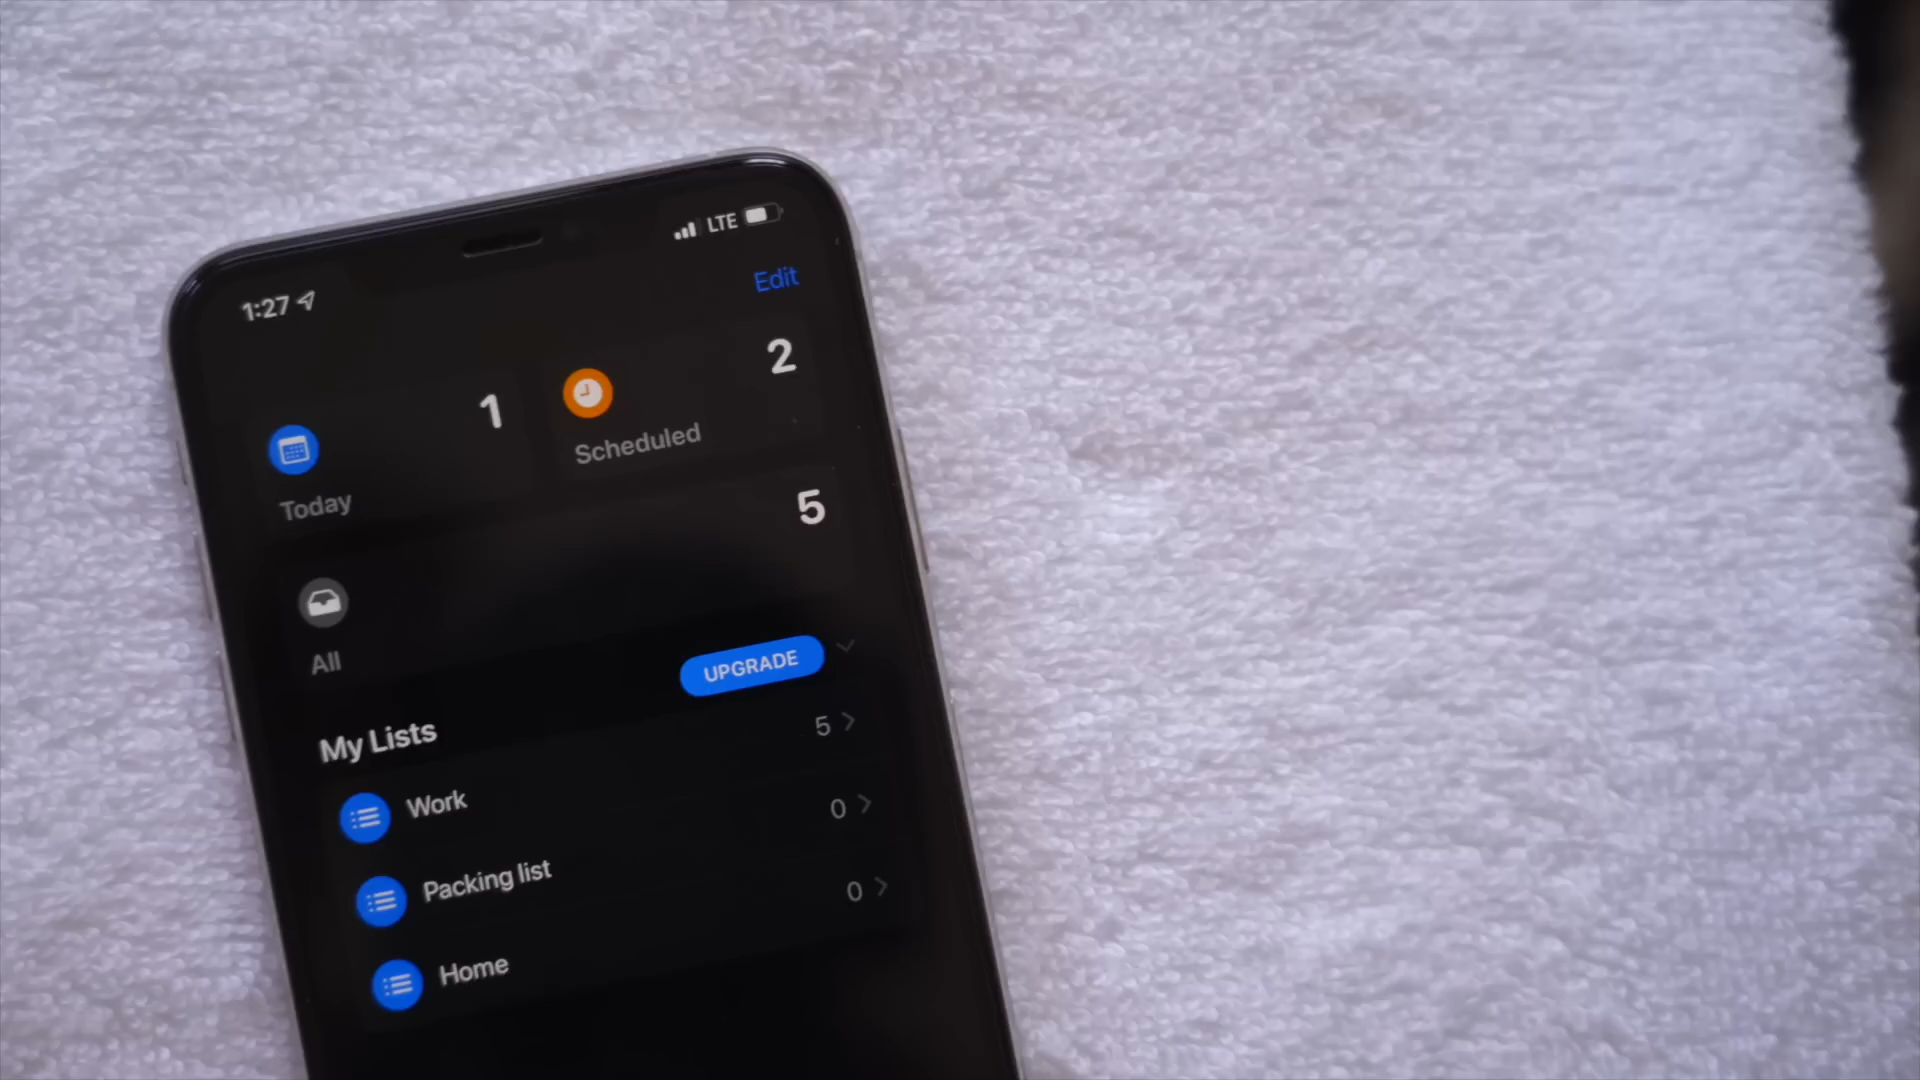 1:27 LTE
Edit
1 2
Today Scheduled
5
All
UPGRADE
My Lists
Work 5
Packing list 0
Home 0